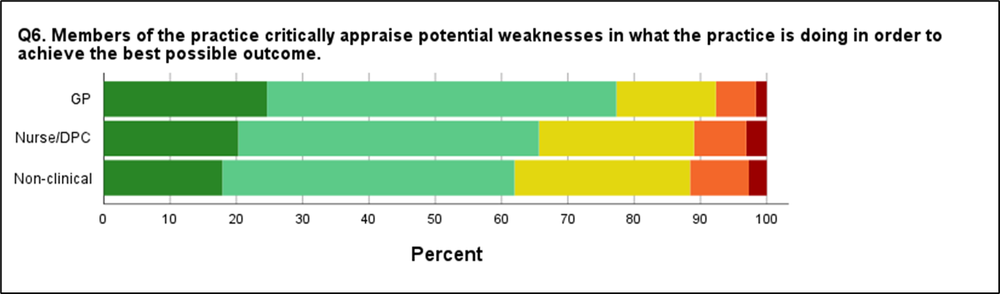 Q6. Members of the practice critically appraise potential weaknesses in what the practice is doing in order to
achieve the best possible outcome.
GP
Nurse/DPC
Non-clinical
0 10 20 30 40 50 60 70 80 90 100
Percent